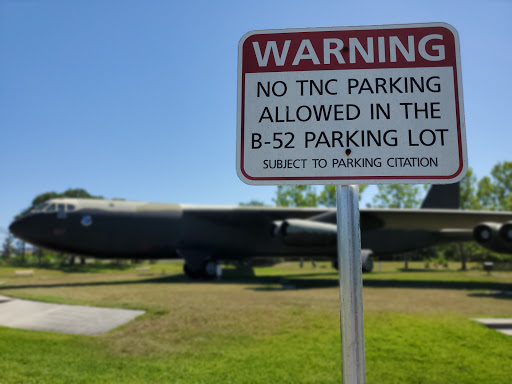 WARNING
NO TNC PARKING
ALLOWED IN THE
B-52 PARKING LOT
SUBJECT TO PARKING CITATION